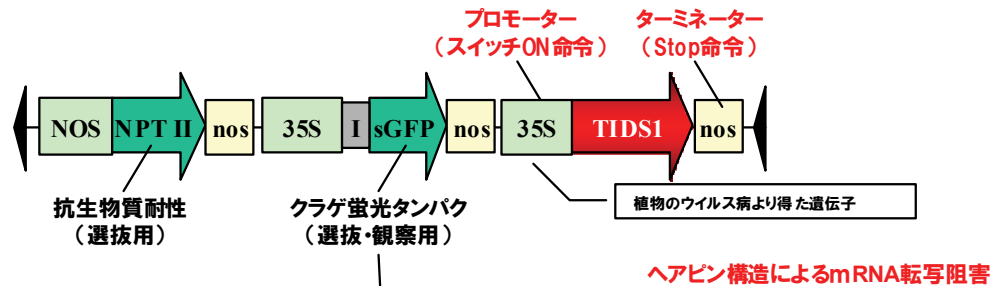 プロモーター
(スイッチON命令)
ターミネーター
(Stop命令)
NOS NPT II nos 35S I sGFP nos 35S TIDS1 nos
抗生物質耐性
(選抜用)
クラゲ蛍光タンパク
(選抜・観察用)
植物のウイルス病より得た遺伝子
ヘアピン構造によるmRNA転写阻害